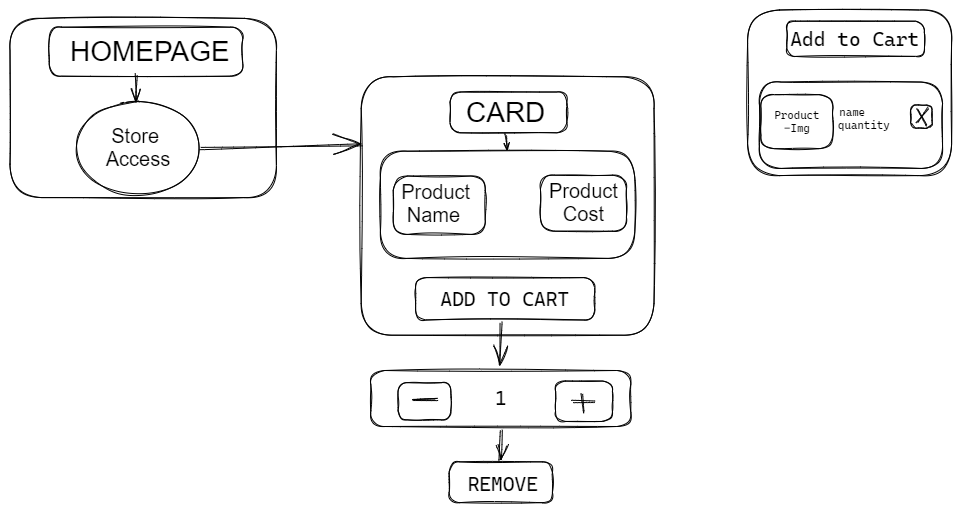 HOMEPAGE
Store
Access
CARD
Product
Name
Product
Cost
ADD TO CART
− 1 +
REMOVE
Add to Cart
Product
-Img
name
quantity
X